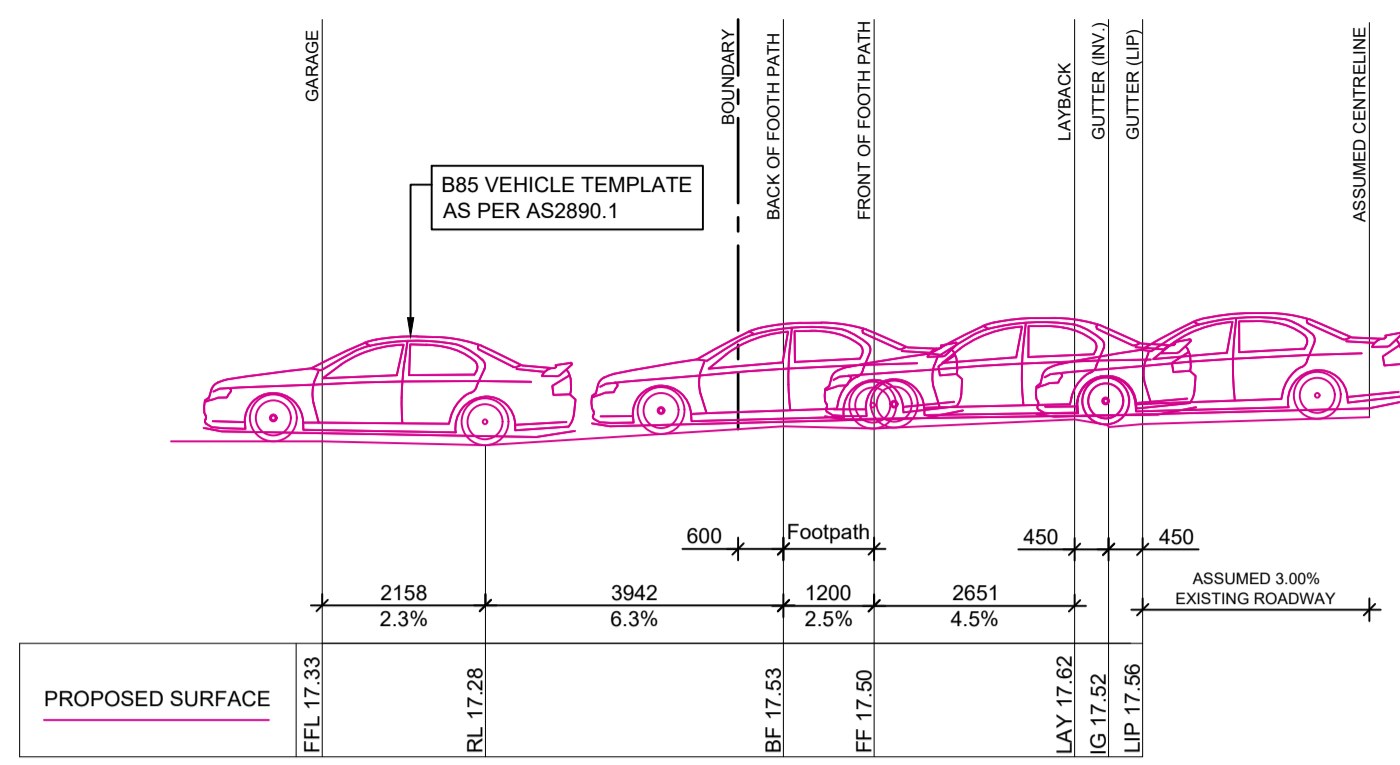 GARAGE
BOUNDARY
BACK OF FOOTH PATH
FRONT OF FOOTH PATH
LAYBACK
GUTTER (INV.)
GUTTER (LIP)
ASSUMED CENTRELINE
B85 VEHICLE TEMPLATE
AS PER AS2890.1
600
Footpath
450
450
2158
3942
1200
2651
2.3%
6.3%
2.5%
4.5%
ASSUMED 3.00%
EXISTING ROADWAY
PROPOSED SURFACE
FFL 17.33
RL 17.28
BF 17.53
FF 17.50
LAY 17.62
IG 17.52
LIP 17.56